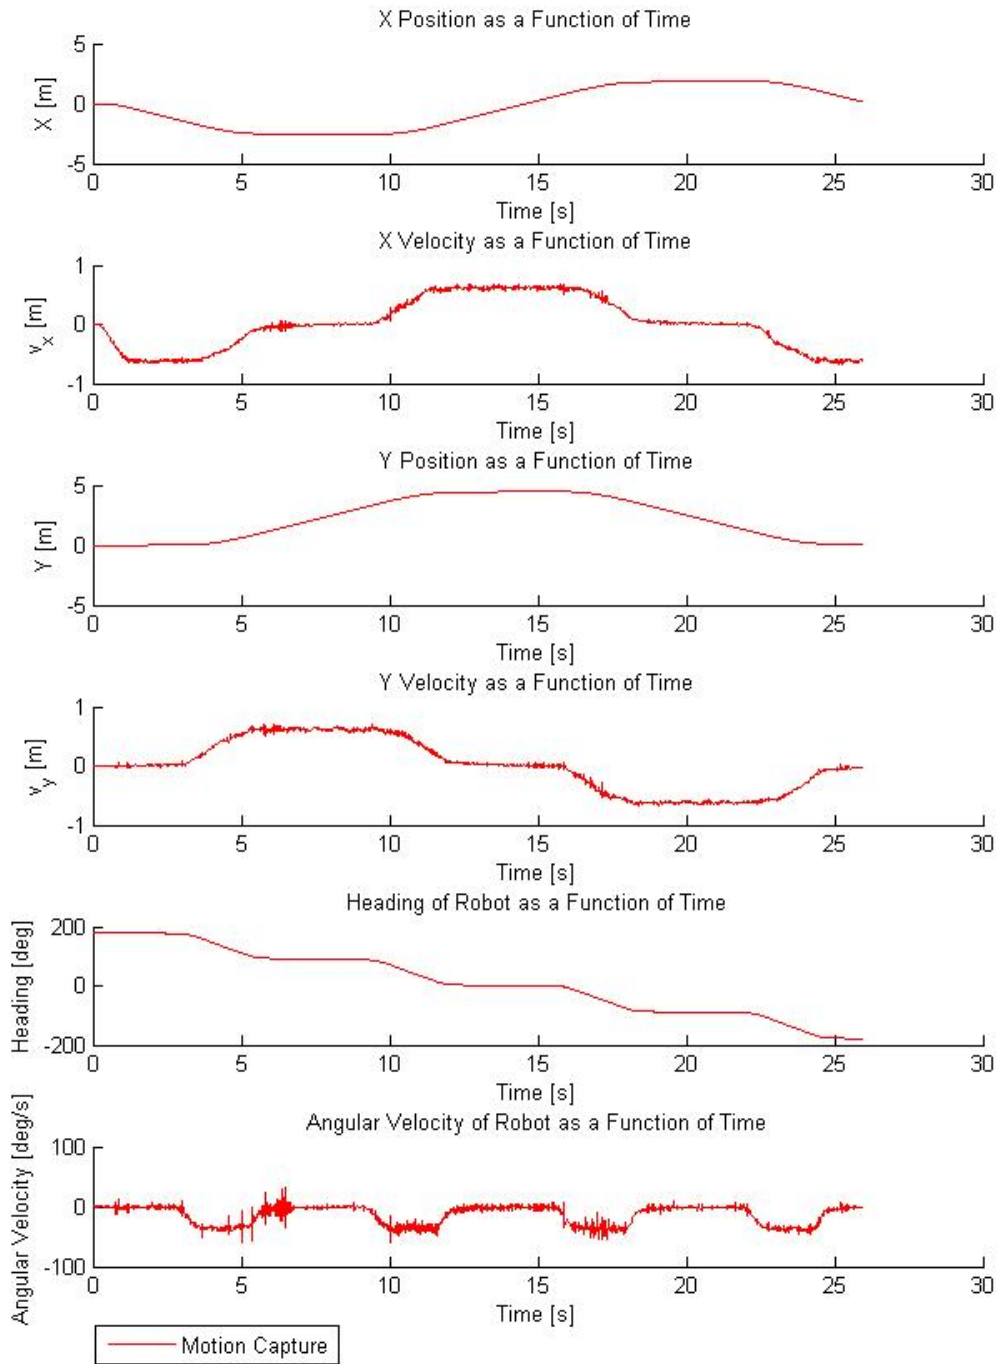 X Position as a Function of Time
X [m]
5
0
-5
0 5 10 15 20 25 30
Time [s]
X Velocity as a Function of Time
v_x [m]
1
0
-1
0 5 10 15 20 25 30
Time [s]
Y Position as a Function of Time
Y [m]
5
0
-5
0 5 10 15 20 25 30
Time [s]
Y Velocity as a Function of Time
v_y [m]
1
0
-1
0 5 10 15 20 25 30
Time [s]
Heading of Robot as a Function of Time
Heading [deg]
200
0
-200
0 5 10 15 20 25 30
Time [s]
Angular Velocity of Robot as a Function of Time
Angular Velocity [deg/s]
100
0
-100
0 5 10 15 20 25 30
Time [s]
Motion Capture